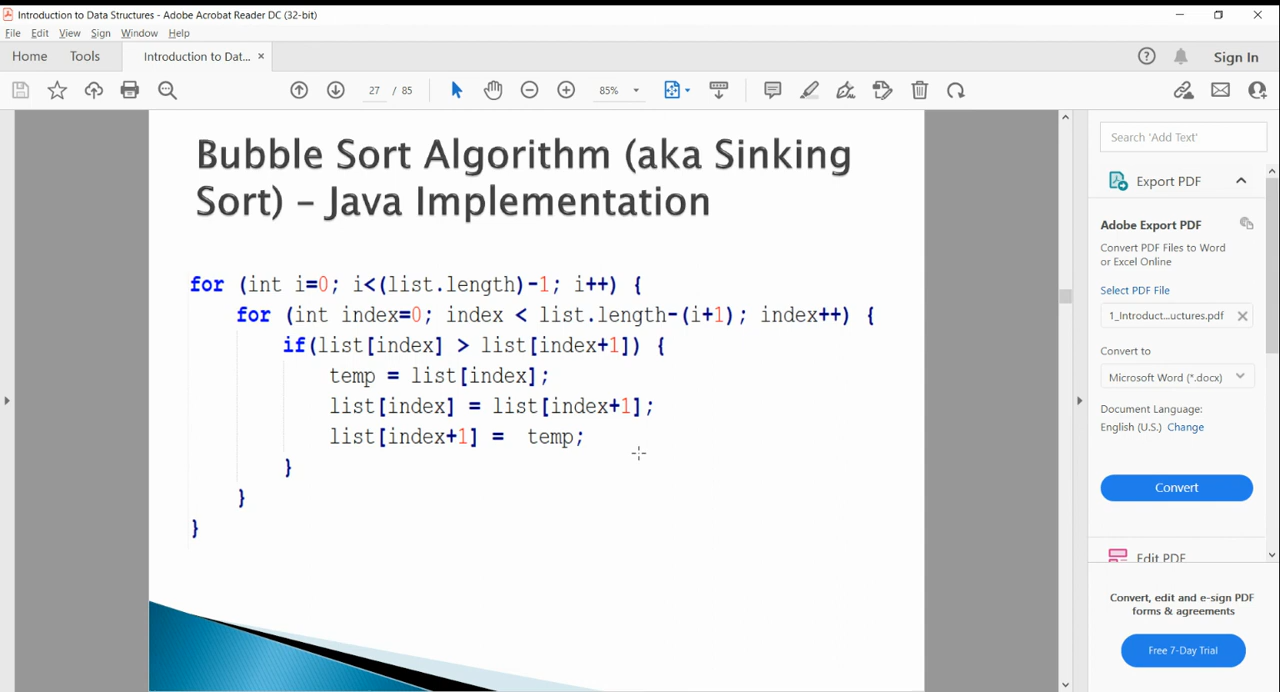 Introduction to Data Structures - Adobe Acrobat Reader DC (32-bit)
File Edit View Sign Window Help
Home Tools Introduction to Dat... × Sign In
27 / 85 85%
Bubble Sort Algorithm (aka Sinking
Sort) – Java Implementation
for (int i=0; i<(list.length)-1; i++) {
for (int index=0; index < list.length-(i+1); index++) {
if(list[index] > list[index+1]) {
temp = list[index];
list[index] = list[index+1];
list[index+1] = temp;
}
}
}
Search 'Add Text'
Export PDF
Adobe Export PDF
Convert PDF Files to Word
or Excel Online
Select PDF File
1_Introduct...uctures.pdf
Convert to
Microsoft Word (*.docx)
Document Language:
English (U.S.) Change
Convert
Edit PDF
Convert, edit and e-sign PDF
forms & agreements
Free 7-Day Trial